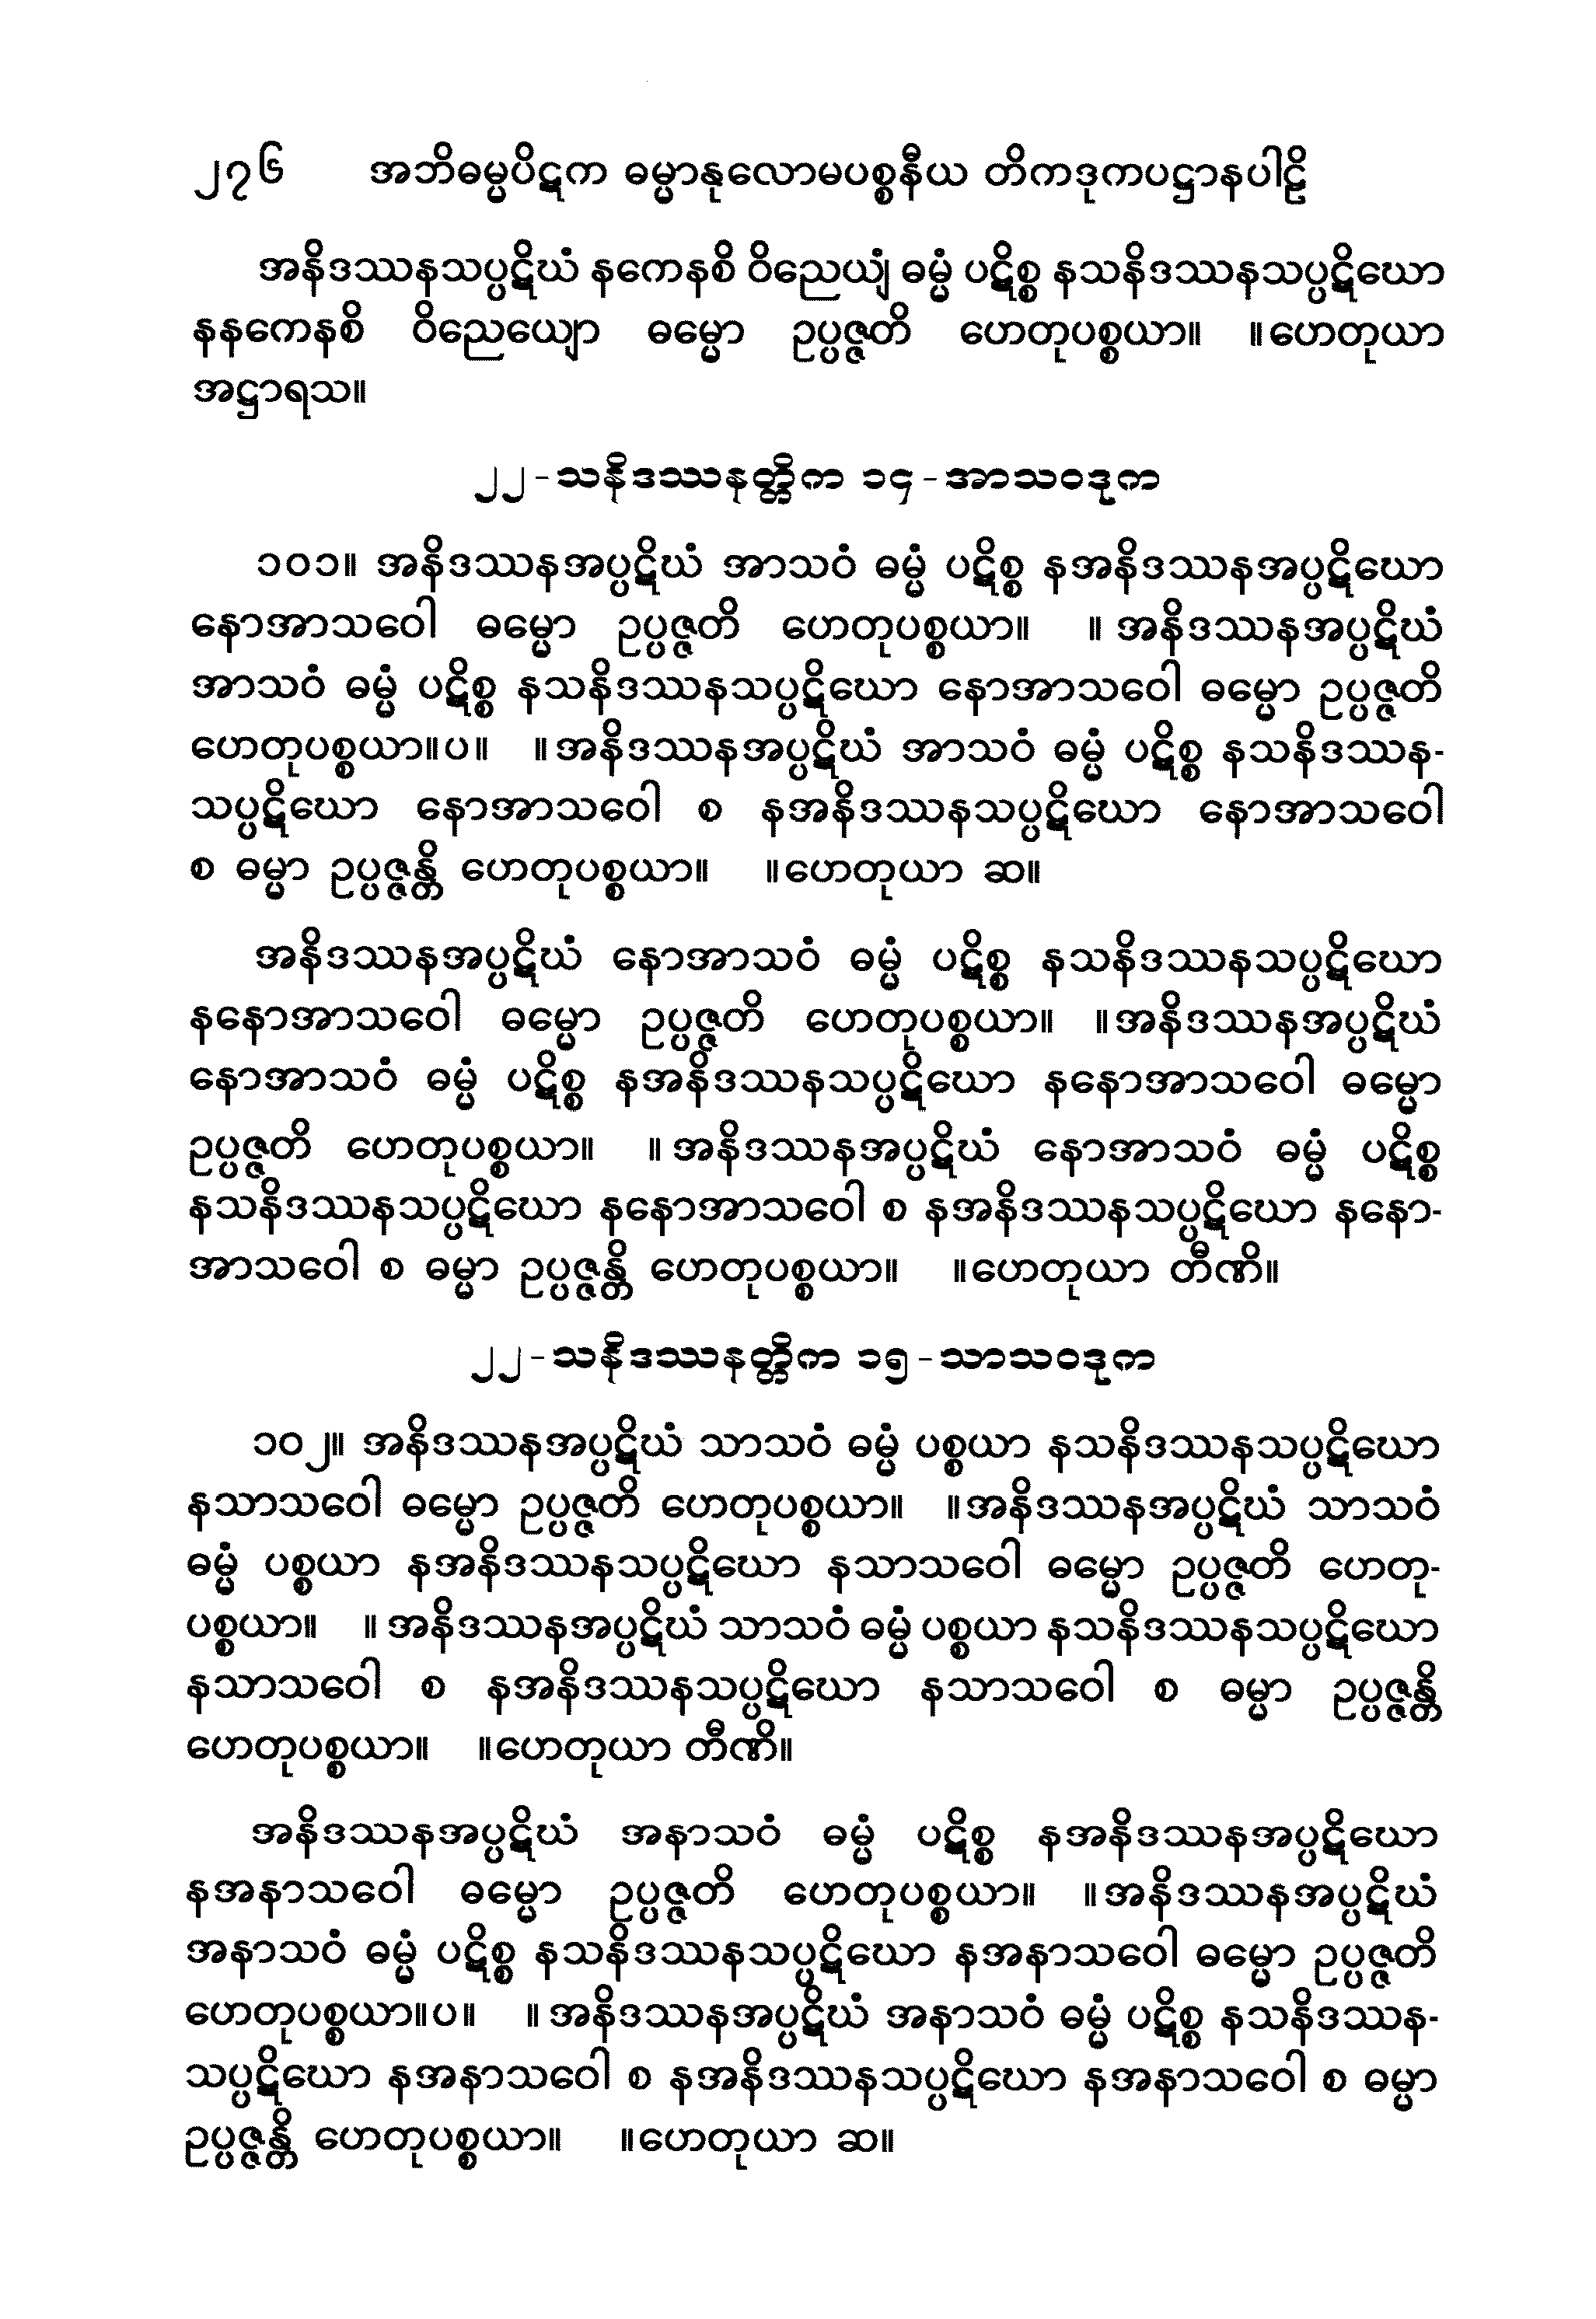 ၂၇၆ အဘိဓမ္မပိဋက ဓမ္မာနုလောမပစ္စနီယ တိကဒုကပဋ္ဌာနပါဠိ
အနိဒဿနသပ္ပဋိဃံ နကေနစိ ဝိညေယျံ ဓမ္မံ ပဋိစ္စ နသနိဒဿနသပ္ပဋိဃော
နနကေနစိ ဝိညေယျော ဓမ္မော ဥပ္ပဇ္ဇတိ ဟေတုပစ္စယာ။ ။ဟေတုယာ
အဋ္ဌာရသ။
၂၂-သနိဒဿနတ္တိက ၁၄-အာသဝဒုက
၁၀၁။ အနိဒဿနအပ္ပဋိဃံ အာသဝံ ဓမ္မံ ပဋိစ္စ နအနိဒဿနအပ္ပဋိဃော
နောအာသဝေါ ဓမ္မော ဥပ္ပဇ္ဇတိ ဟေတုပစ္စယာ။ ။ အနိဒဿနအပ္ပဋိဃံ
အာသဝံ ဓမ္မံ ပဋိစ္စ နသနိဒဿနသပ္ပဋိဃော နောအာသဝေါ ဓမ္မော ဥပ္ပဇ္ဇတိ
ဟေတုပစ္စယာ။ပ။ ။အနိဒဿနအပ္ပဋိဃံ အာသဝံ ဓမ္မံ ပဋိစ္စ နသနိဒဿန-
သပ္ပဋိဃော နောအာသဝေါ စ နအနိဒဿနသပ္ပဋိဃော နောအာသဝေါ
စ ဓမ္မာ ဥပ္ပဇ္ဇန္တိ ဟေတုပစ္စယာ။ ။ဟေတုယာ ဆ။
အနိဒဿနအပ္ပဋိဃံ နောအာသဝံ ဓမ္မံ ပဋိစ္စ နသနိဒဿနသပ္ပဋိဃော
နနောအာသဝေါ ဓမ္မော ဥပ္ပဇ္ဇတိ ဟေတုပစ္စယာ။ ။အနိဒဿနအပ္ပဋိဃံ
နောအာသဝံ ဓမ္မံ ပဋိစ္စ နအနိဒဿနသပ္ပဋိဃော နနောအာသဝေါ ဓမ္မော
ဥပ္ပဇ္ဇတိ ဟေတုပစ္စယာ။ ။ အနိဒဿနအပ္ပဋိဃံ နောအာသဝံ ဓမ္မံ ပဋိစ္စ
နသနိဒဿနသပ္ပဋိဃော နနောအာသဝေါ စ နအနိဒဿနသပ္ပဋိဃော နနော-
အာသဝေါ စ ဓမ္မာ ဥပ္ပဇ္ဇန္တိ ဟေတုပစ္စယာ။ ။ဟေတုယာ တီဏိ။
၂၂-သနိဒဿနတ္တိက ၁၅-သာသဝဒုက
၁၀၂။ အနိဒဿနအပ္ပဋိဃံ သာသဝံ ဓမ္မံ ပစ္စယာ နသနိဒဿနသပ္ပဋိဃော
နသာသဝေါ ဓမ္မော ဥပ္ပဇ္ဇတိ ဟေတုပစ္စယာ။ ။အနိဒဿနအပ္ပဋိဃံ သာသဝံ
ဓမ္မံ ပစ္စယာ နအနိဒဿနသပ္ပဋိဃော နသာသဝေါ ဓမ္မော ဥပ္ပဇ္ဇတိ ဟေတု-
ပစ္စယာ။ ။ အနိဒဿနအပ္ပဋိဃံ သာသဝံ ဓမ္မံ ပစ္စယာ နသနိဒဿနသပ္ပဋိဃော
နသာသဝေါ စ နအနိဒဿနသပ္ပဋိဃော နသာသဝေါ စ ဓမ္မာ ဥပ္ပဇ္ဇန္တိ
ဟေတုပစ္စယာ။ ။ဟေတုယာ တီဏိ။
အနိဒဿနအပ္ပဋိဃံ အနာသဝံ ဓမ္မံ ပဋိစ္စ နအနိဒဿနအပ္ပဋိဃော
နအနာသဝေါ ဓမ္မော ဥပ္ပဇ္ဇတိ ဟေတုပစ္စယာ။ ။အနိဒဿနအပ္ပဋိဃံ
အနာသဝံ ဓမ္မံ ပဋိစ္စ နသနိဒဿနသပ္ပဋိဃော နအနာသဝေါ ဓမ္မော ဥပ္ပဇ္ဇတိ
ဟေတုပစ္စယာ။ပ။ ။ အနိဒဿနအပ္ပဋိဃံ အနာသဝံ ဓမ္မံ ပဋိစ္စ နသနိဒဿန-
သပ္ပဋိဃော နအနာသဝေါ စ နအနိဒဿနသပ္ပဋိဃော နအနာသဝေါ စ ဓမ္မာ
ဥပ္ပဇ္ဇန္တိ ဟေတုပစ္စယာ။ ။ဟေတုယာ ဆ။